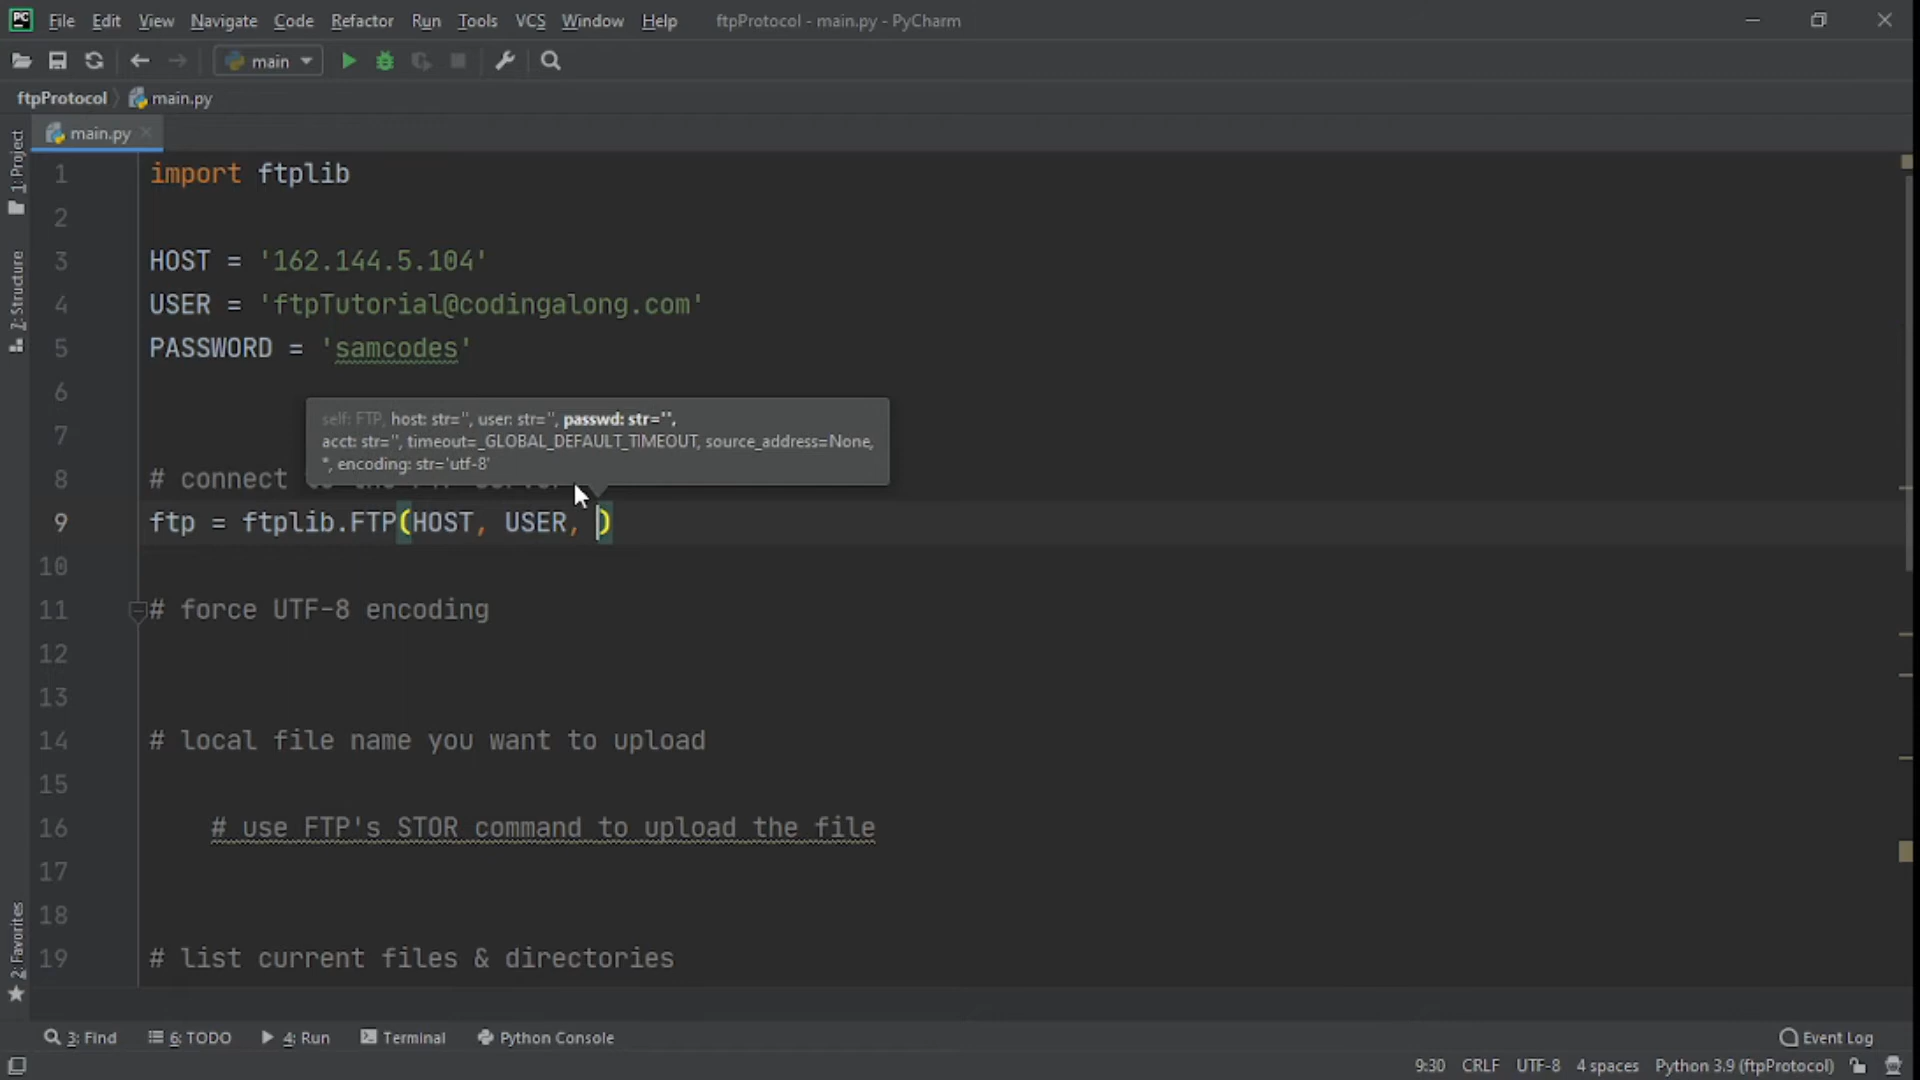 PC File Edit View Navigate Code Refactor Run Tools VCS Window Help ftpProtocol - main.py - PyCharm
main
ftpProtocol main.py
main.py
1: Project
2: Structure
2: Favorites
1 import ftplib
2
3 HOST = '162.144.5.104'
4 USER = 'ftpTutorial@codingalong.com'
5 PASSWORD = 'samcodes'
6
self: FTP, host: str='', user: str='', passwd: str='',
7
acct: str='', timeout=_GLOBAL_DEFAULT_TIMEOUT, source_address=None,
*, encoding: str='utf-8'
8 # connect
9 ftp = ftplib.FTP(HOST, USER, )
10
11 # force UTF-8 encoding
12
13
14 # local file name you want to upload
15
16 # use FTP's STOR command to upload the file
17
18
19 # list current files & directories
3: Find 6: TODO 4: Run Terminal Python Console Event Log
9:30 CRLF UTF-8 4 spaces Python 3.9 (ftpProtocol)